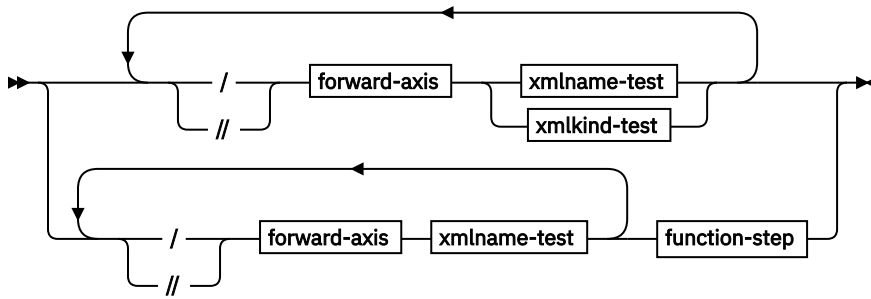 / forward-axis xmlname-test
// xmlkind-test
/ forward-axis xmlname-test function-step
//